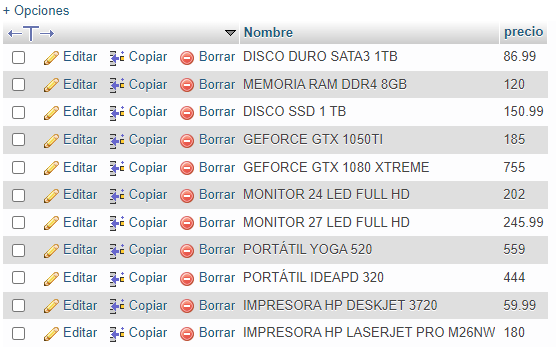 + Opciones
Nombre precio
Editar Copiar Borrar DISCO DURO SATA3 1TB 86.99
Editar Copiar Borrar MEMORIA RAM DDR4 8GB 120
Editar Copiar Borrar DISCO SSD 1 TB 150.99
Editar Copiar Borrar GEFORCE GTX 1050TI 185
Editar Copiar Borrar GEFORCE GTX 1080 XTREME 755
Editar Copiar Borrar MONITOR 24 LED FULL HD 202
Editar Copiar Borrar MONITOR 27 LED FULL HD 245.99
Editar Copiar Borrar PORTÁTIL YOGA 520 559
Editar Copiar Borrar PORTÁTIL IDEAPD 320 444
Editar Copiar Borrar IMPRESORA HP DESKJET 3720 59.99
Editar Copiar Borrar IMPRESORA HP LASERJET PRO M26NW 180